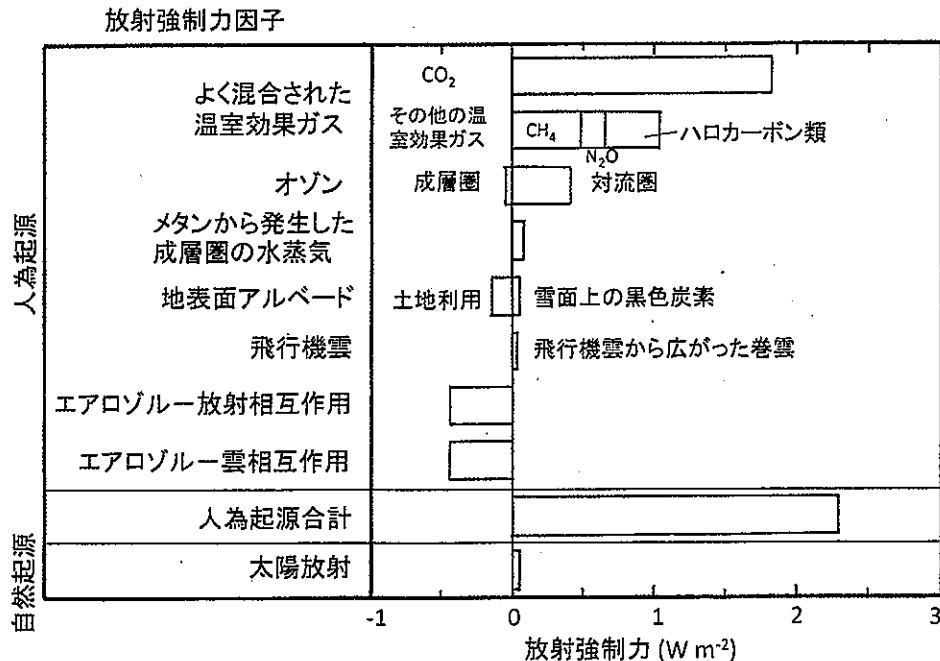 放射強制力因子
よく混合された
温室効果ガス
CO₂
その他の温
室効果ガス
CH₄
N₂O
ハロカーボン類
オゾン
成層圏
対流圏
メタンから発生した
成層圏の水蒸気
地表面アルベード
土地利用
雪面上の黒色炭素
飛行機雲
飛行機雲から広がった巻雲
エアロゾルー放射相互作用
エアロゾルー雲相互作用
人為起源合計
太陽放射
人為起源
自然起源
-1 0 1 2 3
放射強制力 (W m⁻²)